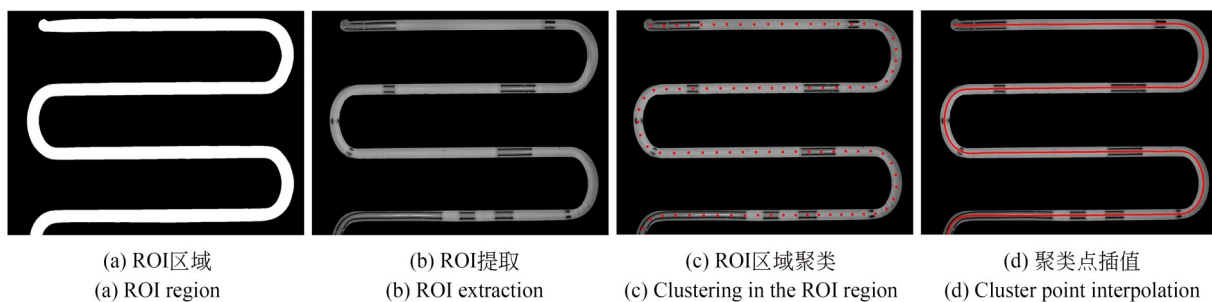 (a) ROI区域
(a) ROI region
(b) ROI提取
(b) ROI extraction
(c) ROI区域聚类
(c) Clustering in the ROI region
(d) 聚类点插值
(d) Cluster point interpolation